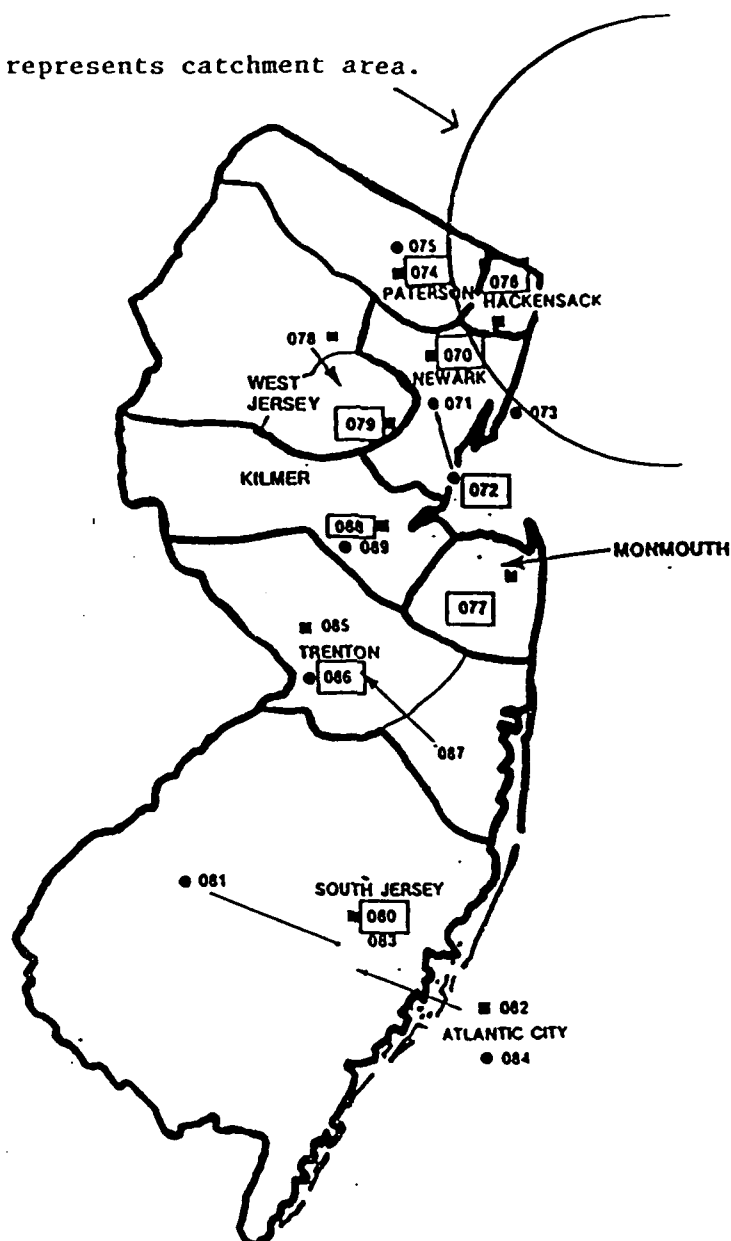 represents catchment area.
075
074
PATERSON
076
HACKENSACK
078
070
NEWARK
WEST
JERSEY
071
073
079
KILMER
072
088
089
MONMOUTH
077
085
TRENTON
086
087
081
SOUTH JERSEY
080
083
082
ATLANTIC CITY
084